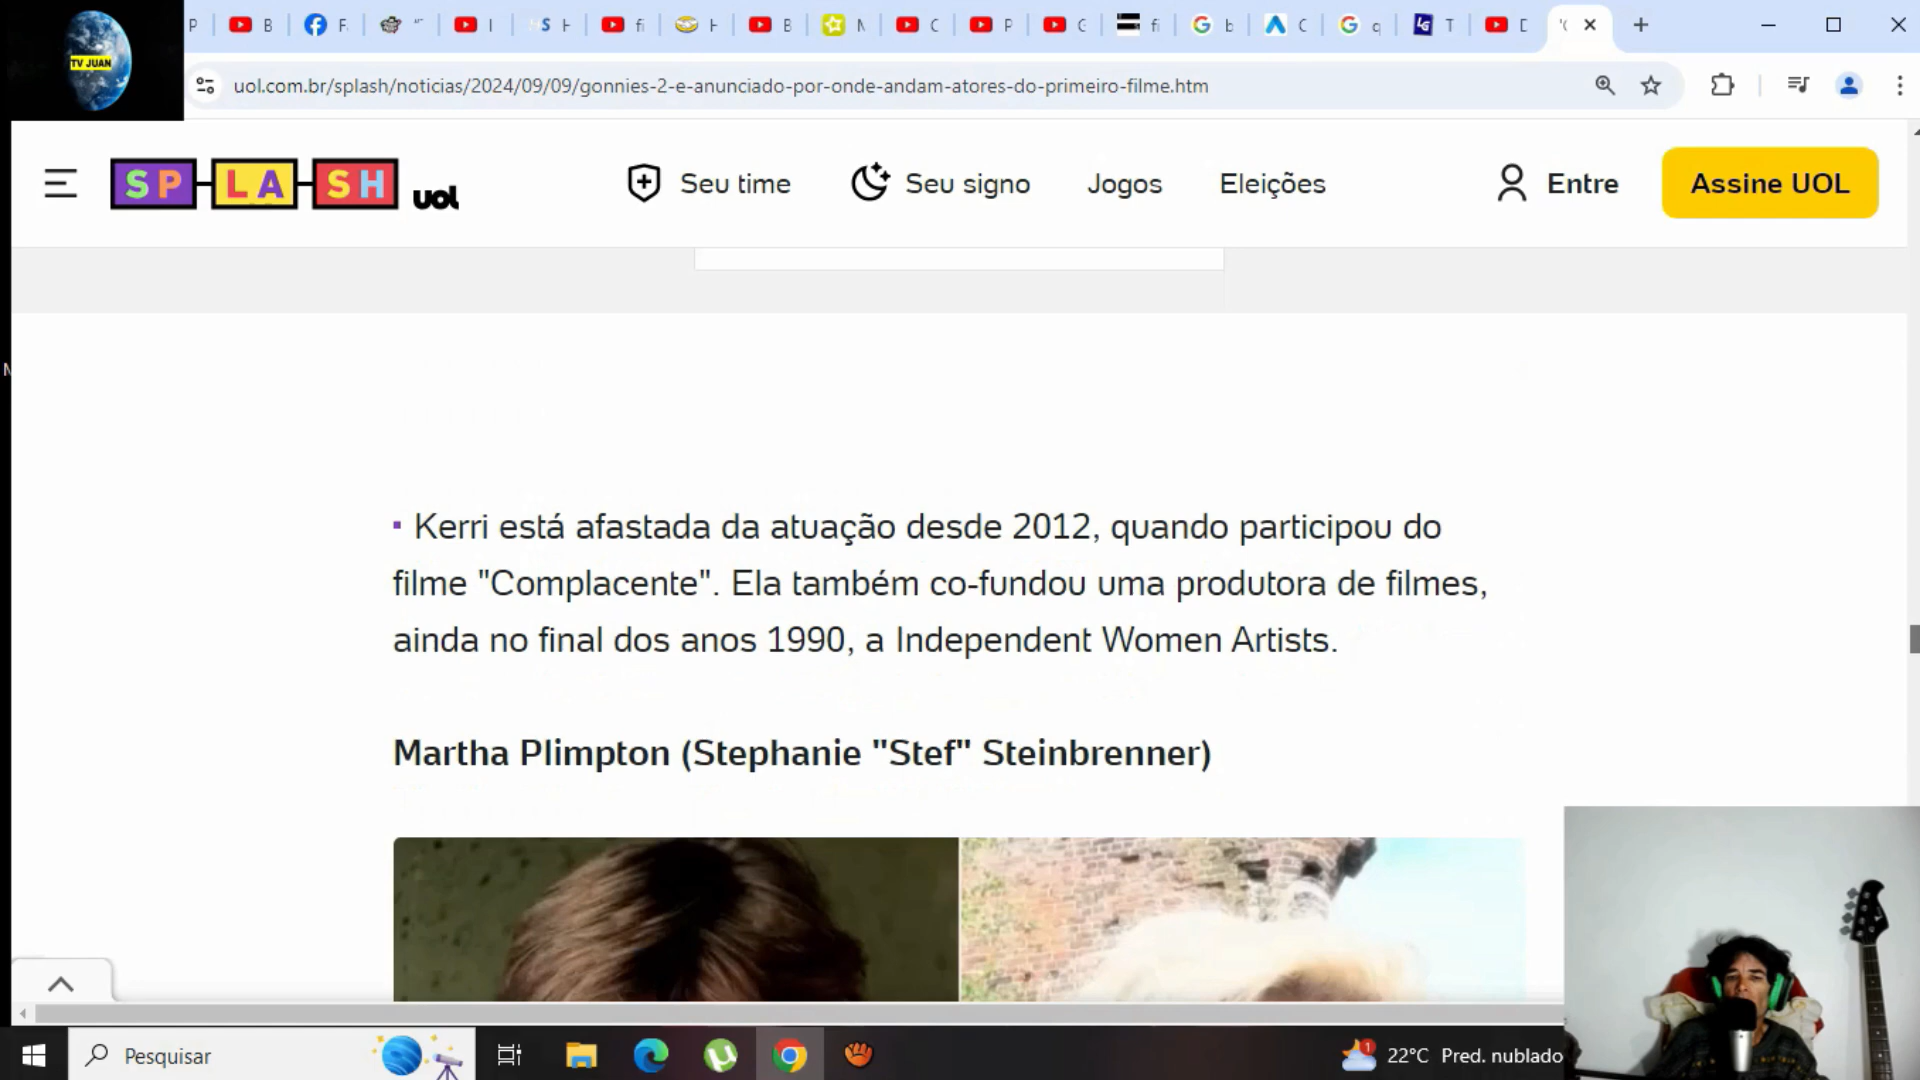 TV JUAN
uol.com.br/splash/noticias/2024/09/09/gonnies-2-e-anunciado-por-onde-andam-atores-do-primeiro-filme.htm
SPLASH uol
Seu time
Seu signo
Jogos
Eleições
Entre
Assine UOL
Kerri está afastada da atuação desde 2012, quando participou do
filme "Complacente". Ela também co-fundou uma produtora de filmes,
ainda no final dos anos 1990, a Independent Women Artists.
Martha Plimpton (Stephanie "Stef" Steinbrenner)
Pesquisar
1
22°C Pred. nublado